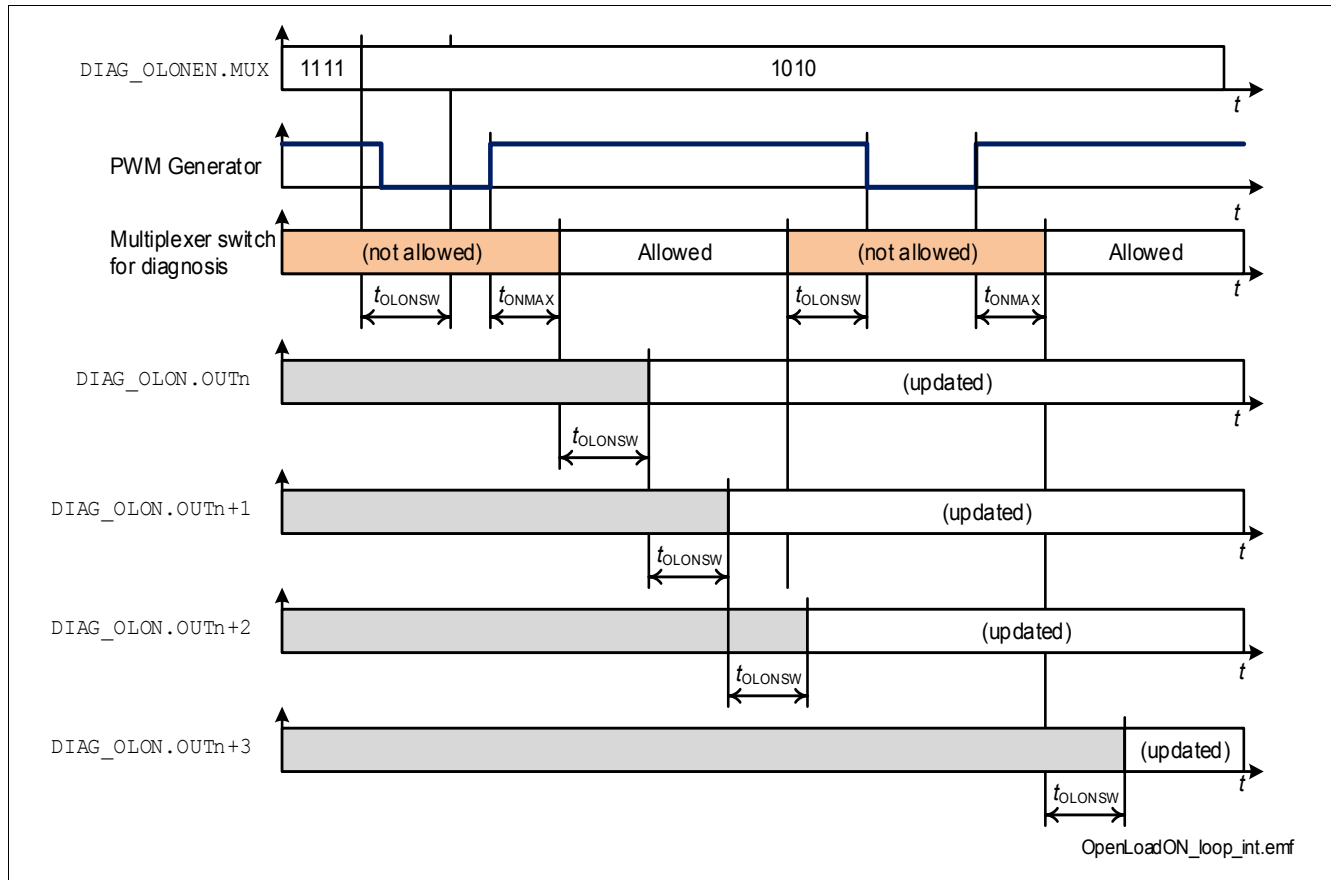 DIAG_OLONEN.MUX
1111
1010
t
PWM Generator
t
Multiplexer switch
for diagnosis
(not allowed)
Allowed
(not allowed)
Allowed
t
tOLONSW
tONMAX
tOLONSW
tONMAX
DIAG_OLON.OUTn
(updated)
t
tOLONSW
DIAG_OLON.OUTn+1
(updated)
t
tOLONSW
DIAG_OLON.OUTn+2
(updated)
t
tOLONSW
DIAG_OLON.OUTn+3
(updated)
t
tOLONSW
OpenLoadON_loop_int.emf